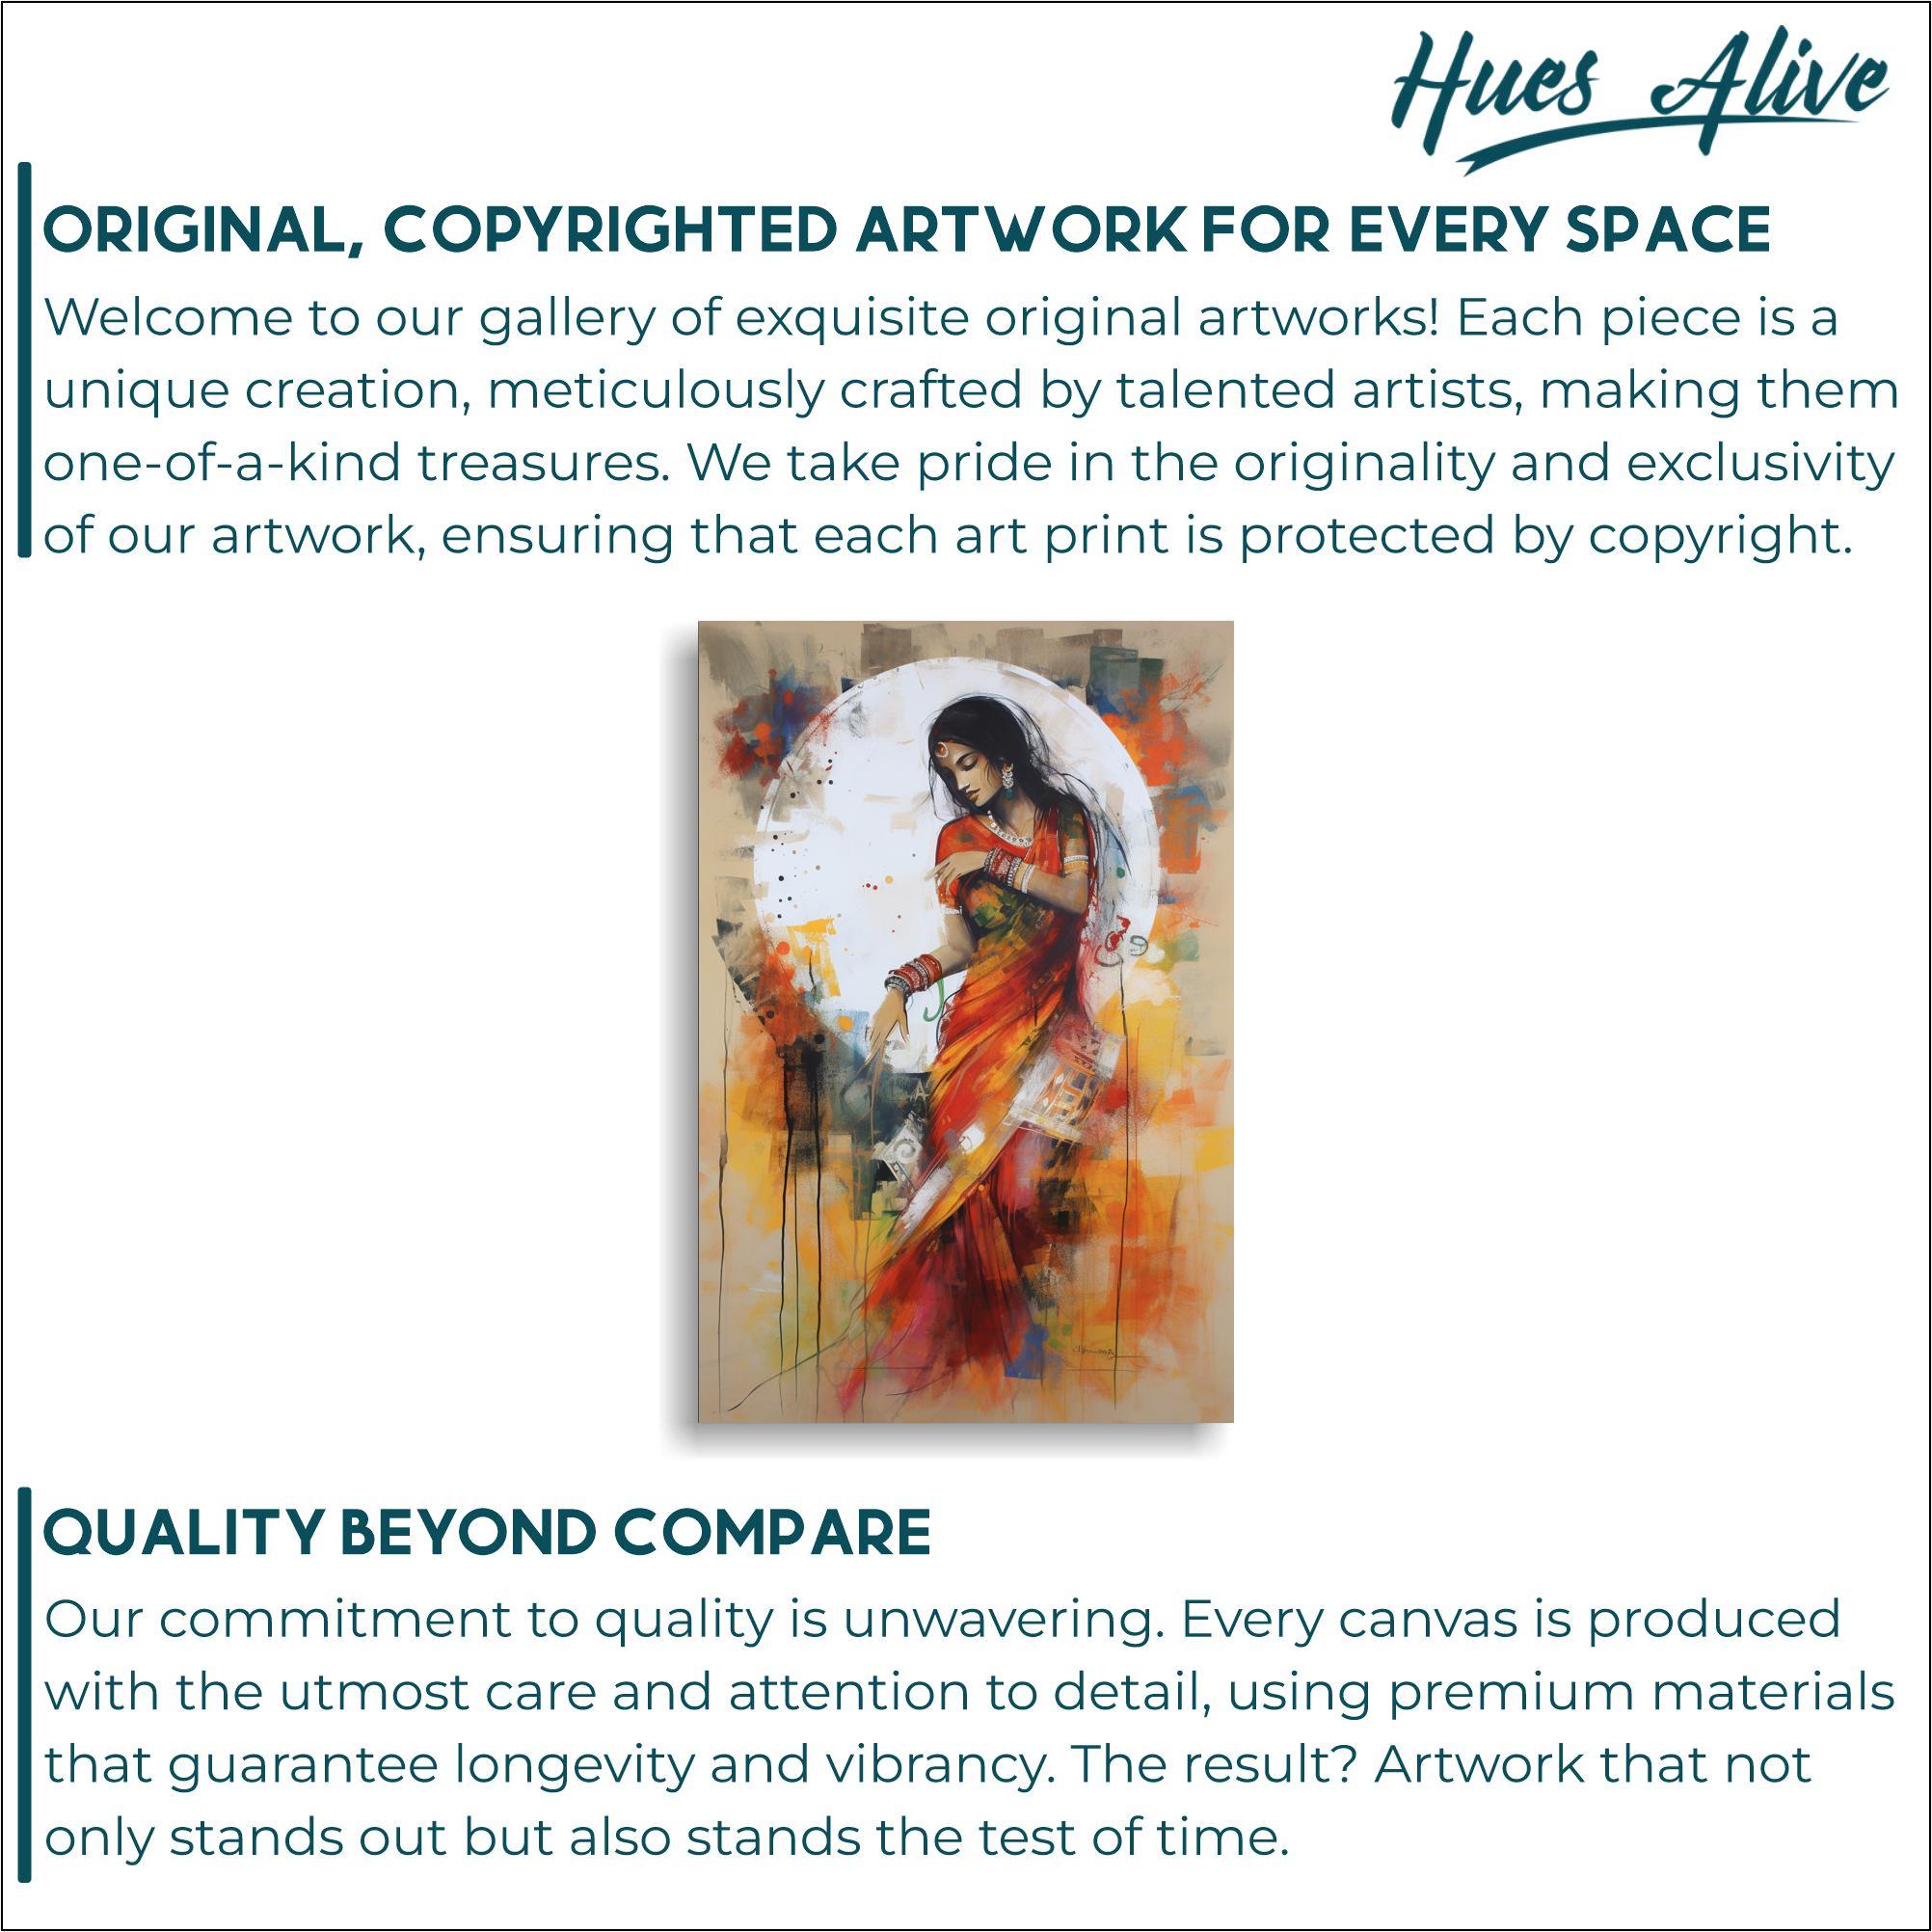 Hues Alive
ORIGINAL, COPYRIGHTED ARTWORK FOR EVERY SPACE
Welcome to our gallery of exquisite original artworks! Each piece is a
unique creation, meticulously crafted by talented artists, making them
one-of-a-kind treasures. We take pride in the originality and exclusivity
of our artwork, ensuring that each art print is protected by copyright.
QUALITY BEYOND COMPARE
Our commitment to quality is unwavering. Every canvas is produced
with the utmost care and attention to detail, using premium materials
that guarantee longevity and vibrancy. The result? Artwork that not
only stands out but also stands the test of time.